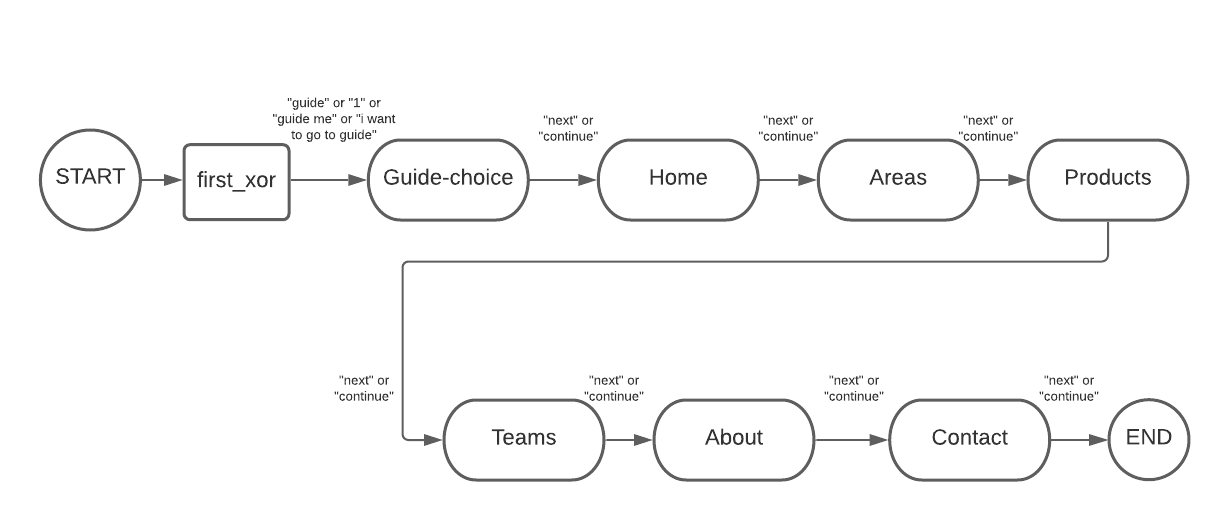 "guide" or "1" or
"guide me" or "i want
to go to guide"
"next" or
"continue"
"next" or
"continue"
"next" or
"continue"
START
first_xor
Guide-choice
Home
Areas
Products
"next" or
"continue"
"next" or
"continue"
"next" or
"continue"
"next" or
"continue"
Teams
About
Contact
END